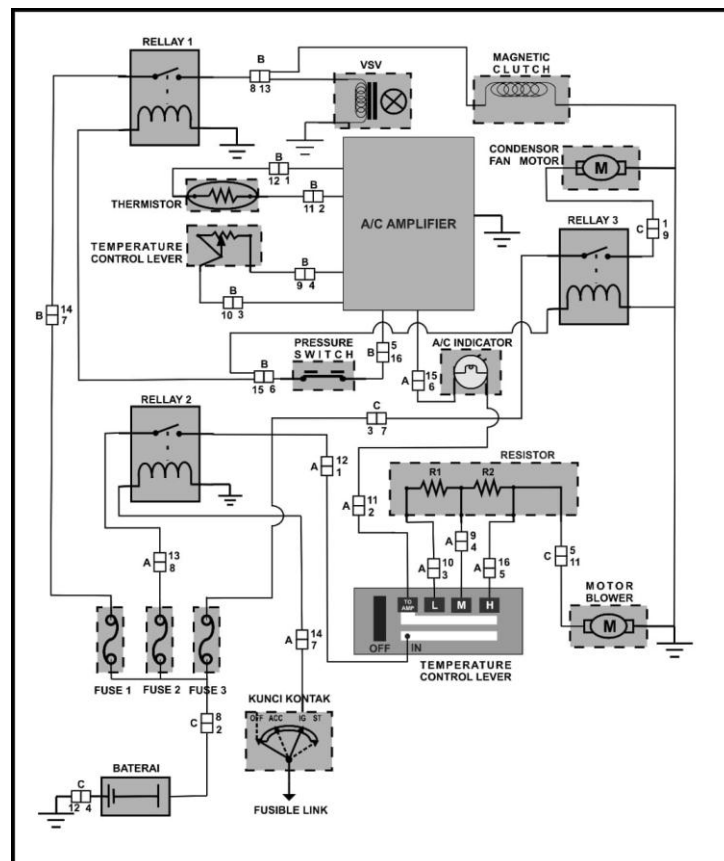 RELLAY 1
B
8 13
VSV
MAGNETIC
CLUTCH
CONDENSOR
FAN MOTOR
M
B
12 1
THERMISTOR
B
11 2
A/C AMPLIFIER
C
1
9
RELLAY 3
TEMPERATURE
CONTROL LEVER
B
9 4
B
10 3
B
14
7
PRESSURE
SWITCH
B
5
16
B
15 6
A
15
6
A/C INDICATOR
RELLAY 2
C
3 7
A
12
1
RESISTOR
R1
R2
A
11
2
A
10
3
A
9
4
A
16
5
C
5
11
A
13
8
MOTOR
BLOWER
M
TO
AMP
L
M
H
OFF
IN
TEMPERATURE
CONTROL LEVER
A
14
7
FUSE 1
FUSE 2
FUSE 3
C
8
2
KUNCI KONTAK
OFF
ACC
IG
ST
FUSIBLE LINK
BATERAI
C
12 4